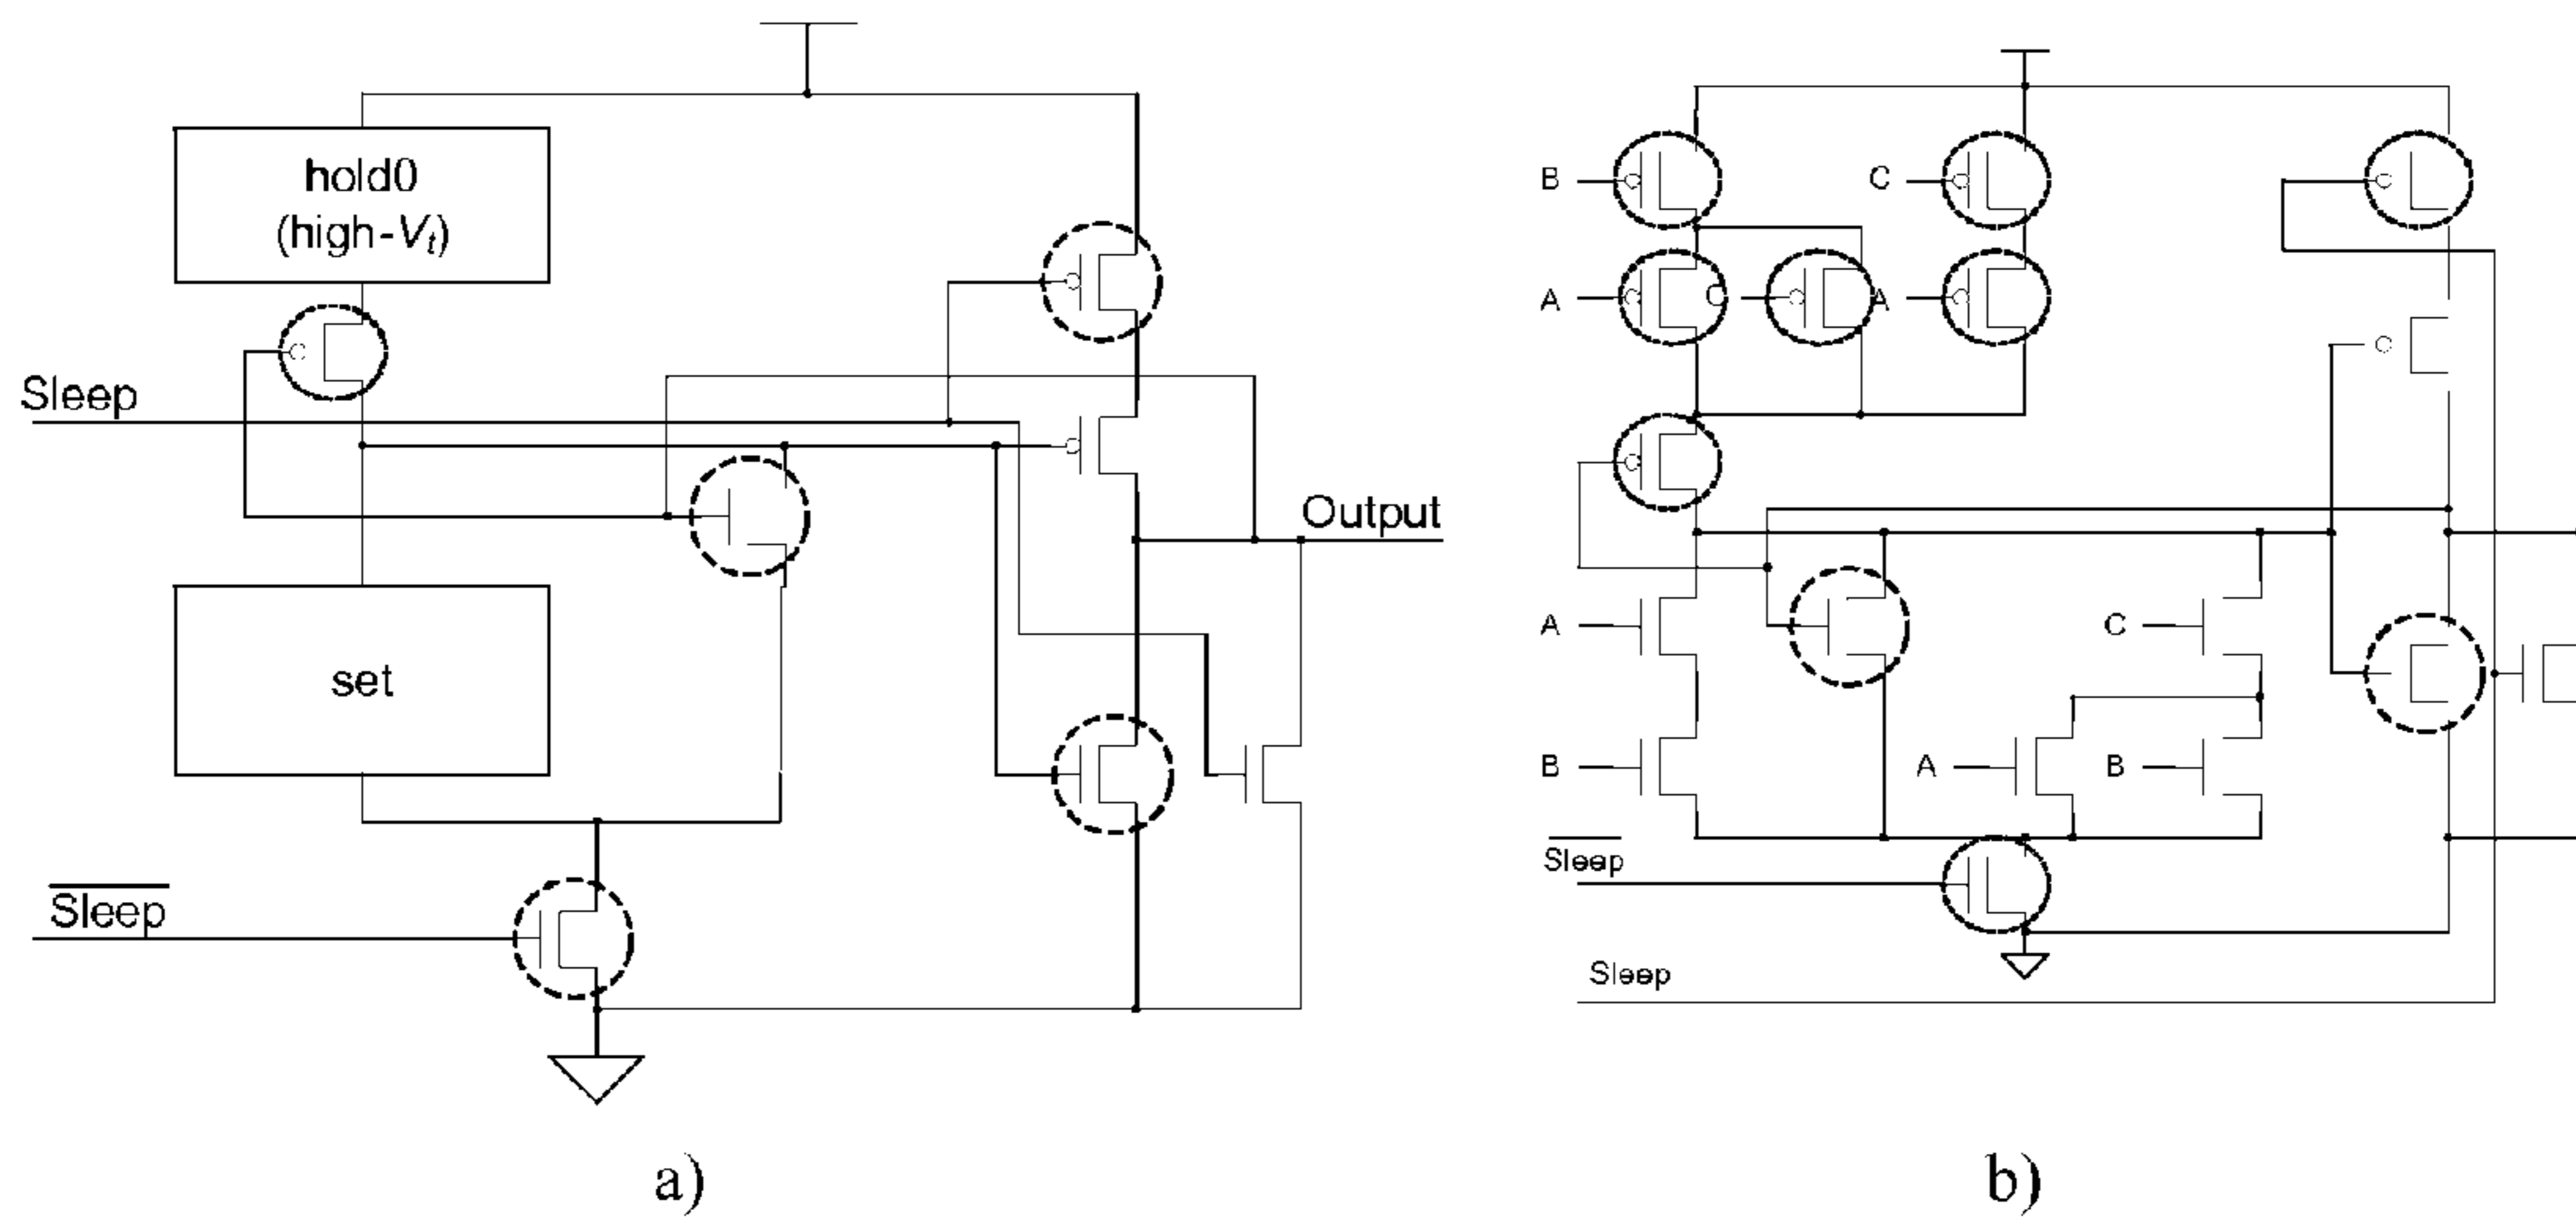 hold0
(high-Vt)
Sleep
Output
set
Sleep
a)
B
C
A
C
A
A
C
B
A
B
Sleep
Sleep
b)